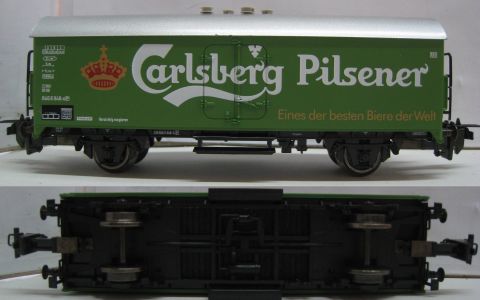 Carlsberg Pilsener
Eines der besten Biere der Welt